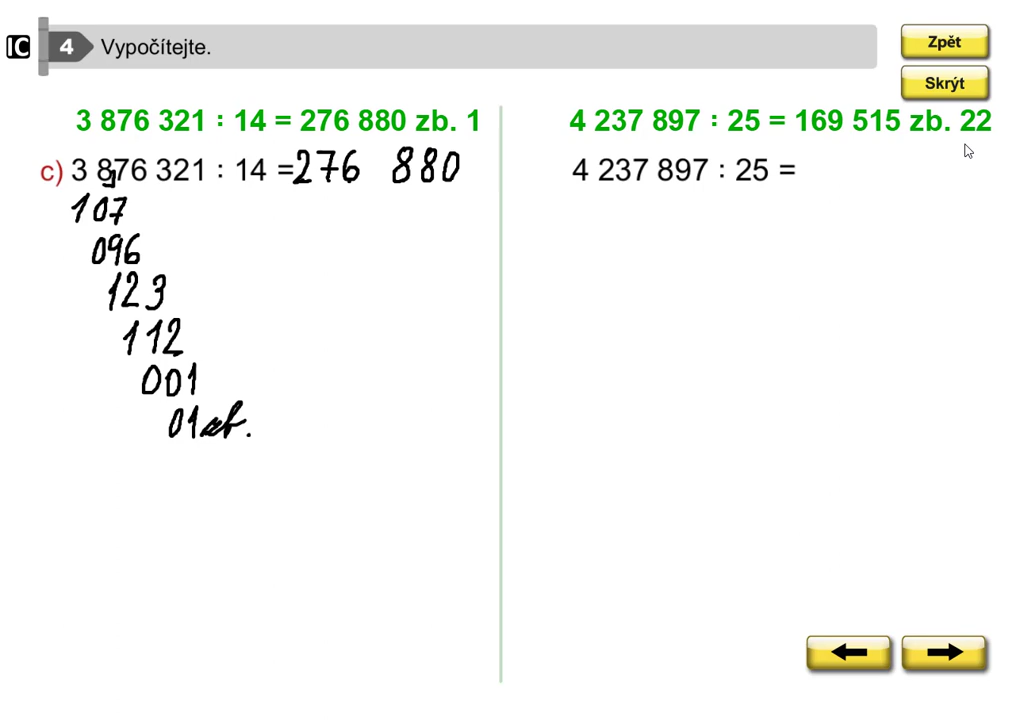 IC 4 Vypočítejte.
Zpět
Skrýt
3 876 321 : 14 = 276 880 zb. 1
c) 3 876 321 : 14 = 276 880
107
096
123
112
001
01 zb.
4 237 897 : 25 = 169 515 zb. 22
4 237 897 : 25 =